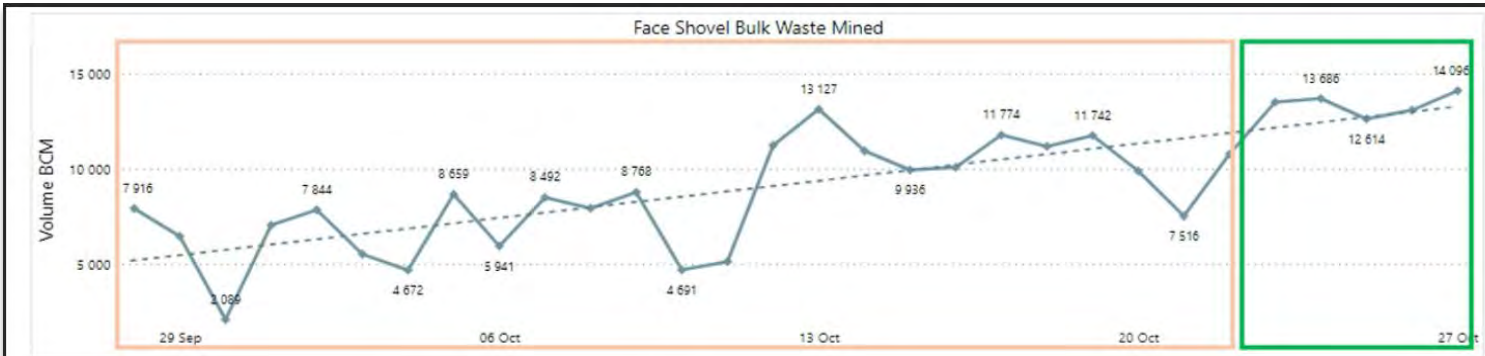 Face Shovel Bulk Waste Mined
Volume BCM
15 000
10 000
5 000
7 916
2 089
7 844
4 672
8 659
5 941
8 492
8 768
4 691
13 127
9 936
11 774
11 742
7 516
13 686
12 614
14 096
29 Sep
06 Oct
13 Oct
20 Oct
27 Oct